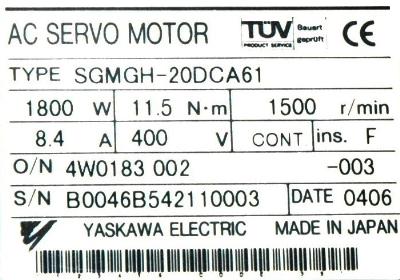 AC SERVO MOTOR TÜV Bauart geprüft PRODUCT SERVICE CE
TYPE SGMGH-20DCA61
1800 W 11.5 N·m 1500 r/min
8.4 A 400 V CONT. ins. F
O/N 4W0183 002 -003
S/N B0046B542110003 DATE 0406
YASKAWA ELECTRIC MADE IN JAPAN